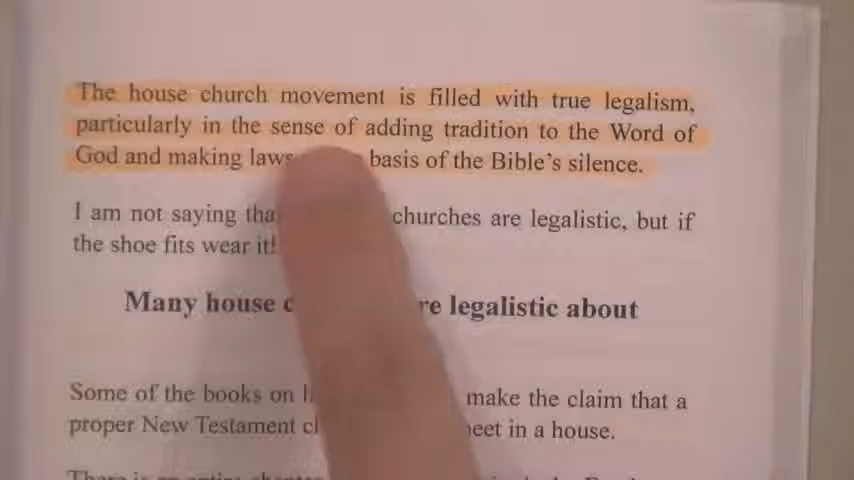 The house church movement is filled with true legalism,
particularly in the sense of adding tradition to the Word of
God and making laws basis of the Bible's silence.
I am not saying churches are legalistic, but if
the shoe fits wear it!
Many house legalistic about
Some of the books on make the claim that a
proper New Testament in a house.